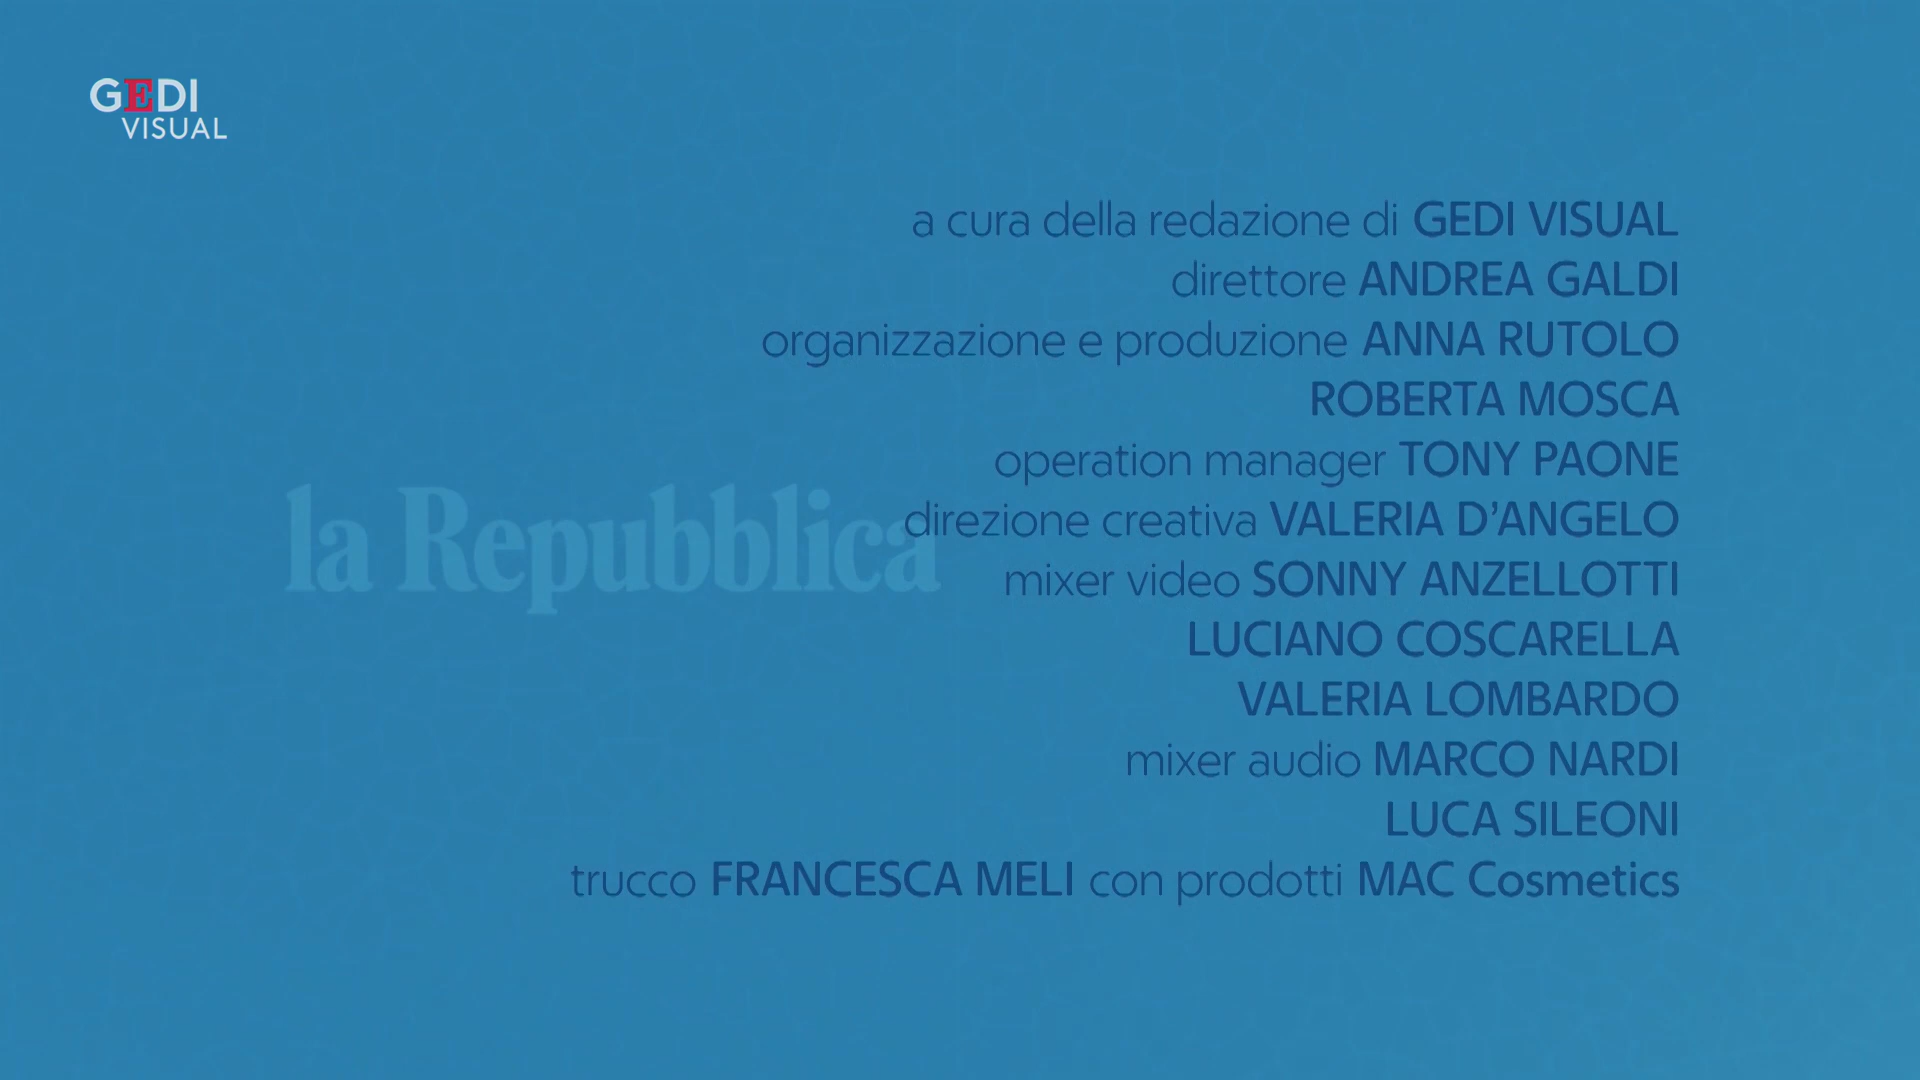 GEDI
VISUAL
a cura della redazione di GEDI VISUAL
direttore ANDREA GALDI
organizzazione e produzione ANNA RUTOLO
ROBERTA MOSCA
operation manager TONY PAONE
la Repubblica
direzione creativa VALERIA D’ANGELO
mixer video SONNY ANZELLOTTI
LUCIANO COSCARELLA
VALERIA LOMBARDO
mixer audio MARCO NARDI
LUCA SILEONI
trucco FRANCESCA MELI con prodotti MAC Cosmetics